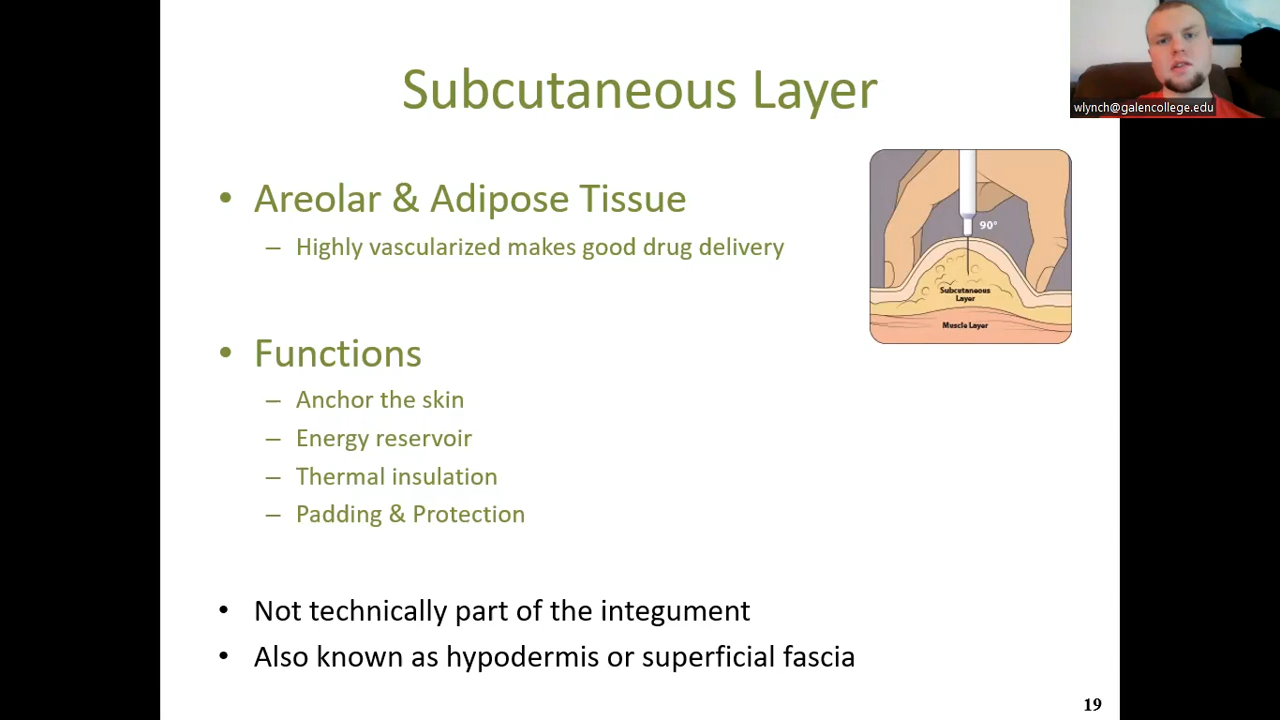 Subcutaneous Layer
wlynch@galencollege.edu
• Areolar & Adipose Tissue
– Highly vascularized makes good drug delivery
90°
Subcutaneous
Layer
Muscle Layer
• Functions
– Anchor the skin
– Energy reservoir
– Thermal insulation
– Padding & Protection
• Not technically part of the integument
• Also known as hypodermis or superficial fascia
19